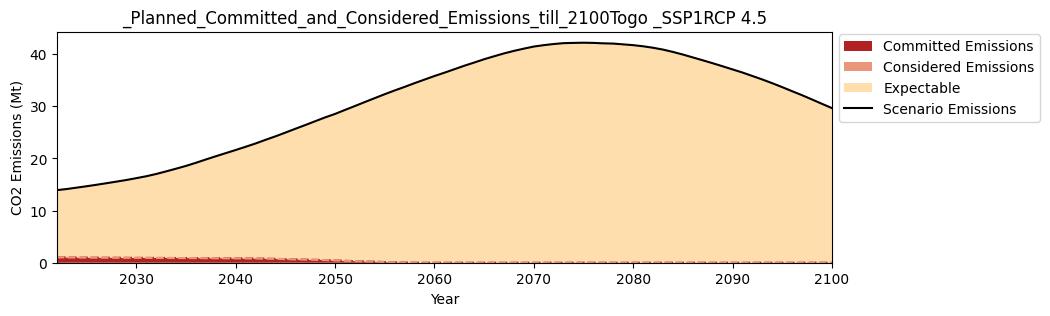 _Planned_Committed_and_Considered_Emissions_till_2100Togo _SSP1RCP 4.5
CO2 Emissions (Mt)
40
30
20
10
0
2030 2040 2050 2060 2070 2080 2090 2100
Year
Committed Emissions
Considered Emissions
Expectable
Scenario Emissions